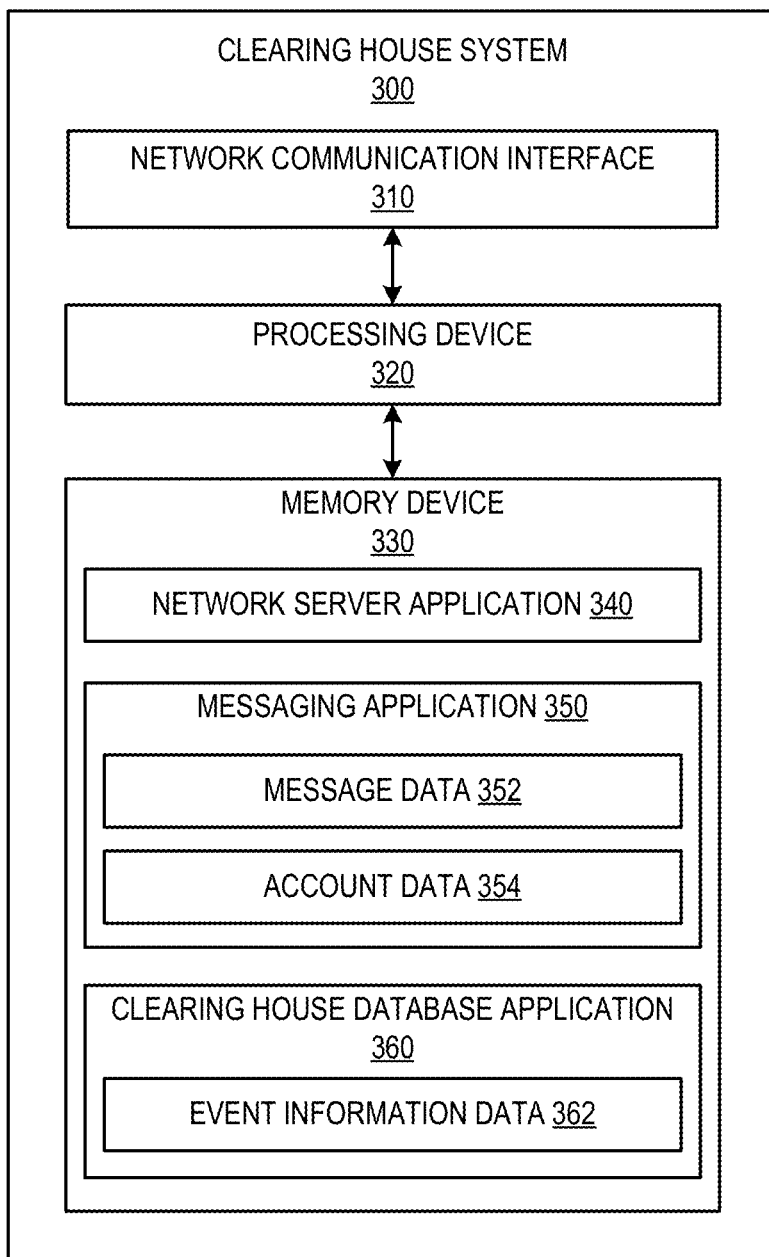 CLEARING HOUSE SYSTEM
300
NETWORK COMMUNICATION INTERFACE
310
PROCESSING DEVICE
320
MEMORY DEVICE
330
NETWORK SERVER APPLICATION 340
MESSAGING APPLICATION 350
MESSAGE DATA 352
ACCOUNT DATA 354
CLEARING HOUSE DATABASE APPLICATION
360
EVENT INFORMATION DATA 362